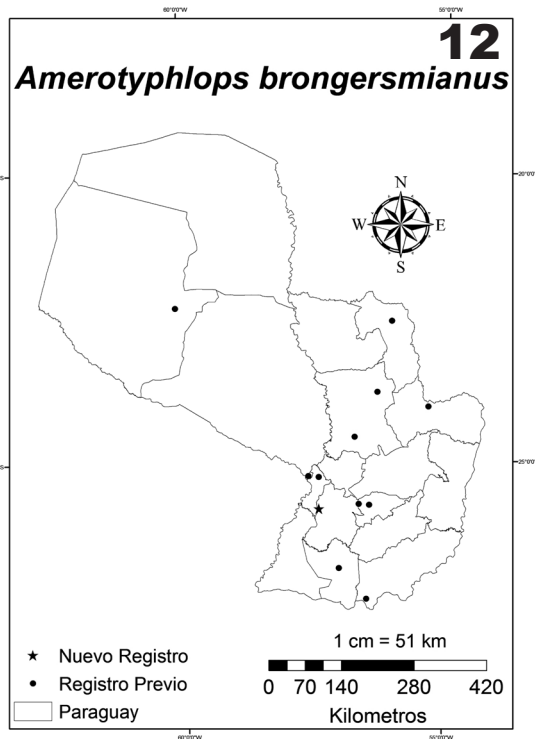 60°0'0"W 55°0'0"W
12
Amerotyphlops brongersmianus
20°0'0
N
W E
S
S 25°0'0
1 cm = 51 km
★ Nuevo Registro
• Registro Previo
Paraguay
0 70 140 280 420
Kilometros
60°0'0"W 55°0'0"W